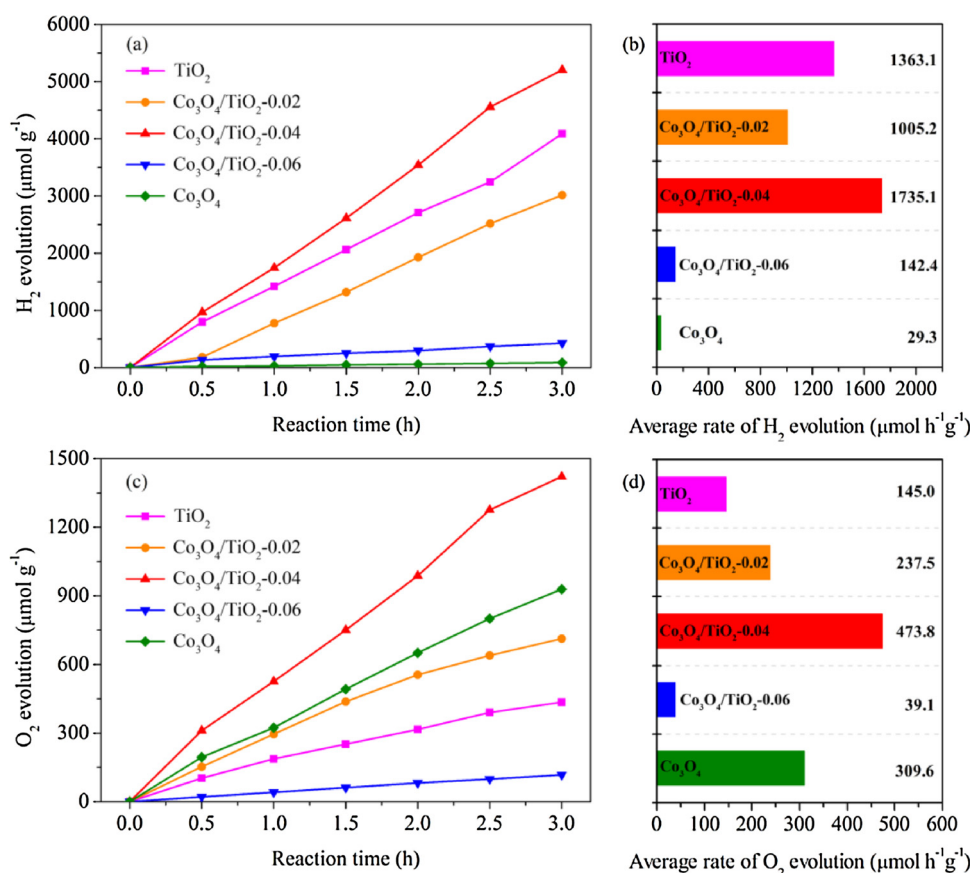 (a)
6000
5000
4000
3000
2000
1000
0
H₂ evolution (μmol g⁻¹)
TiO₂
Co₃O₄/TiO₂-0.02
Co₃O₄/TiO₂-0.04
Co₃O₄/TiO₂-0.06
Co₃O₄
0.0 0.5 1.0 1.5 2.0 2.5 3.0
Reaction time (h)
(b)
TiO₂ 1363.1
Co₃O₄/TiO₂-0.02 1005.2
Co₃O₄/TiO₂-0.04 1735.1
Co₃O₄/TiO₂-0.06 142.4
Co₃O₄ 29.3
0 400 800 1200 1600 2000
Average rate of H₂ evolution (μmol h⁻¹g⁻¹)
(c)
1500
1200
900
600
300
0
O₂ evolution (μmol g⁻¹)
TiO₂
Co₃O₄/TiO₂-0.02
Co₃O₄/TiO₂-0.04
Co₃O₄/TiO₂-0.06
Co₃O₄
0.0 0.5 1.0 1.5 2.0 2.5 3.0
Reaction time (h)
(d)
TiO₂ 145.0
Co₃O₄/TiO₂-0.02 237.5
Co₃O₄/TiO₂-0.04 473.8
Co₃O₄/TiO₂-0.06 39.1
Co₃O₄ 309.6
0 100 200 300 400 500 600
Average rate of O₂ evolution (μmol h⁻¹g⁻¹)